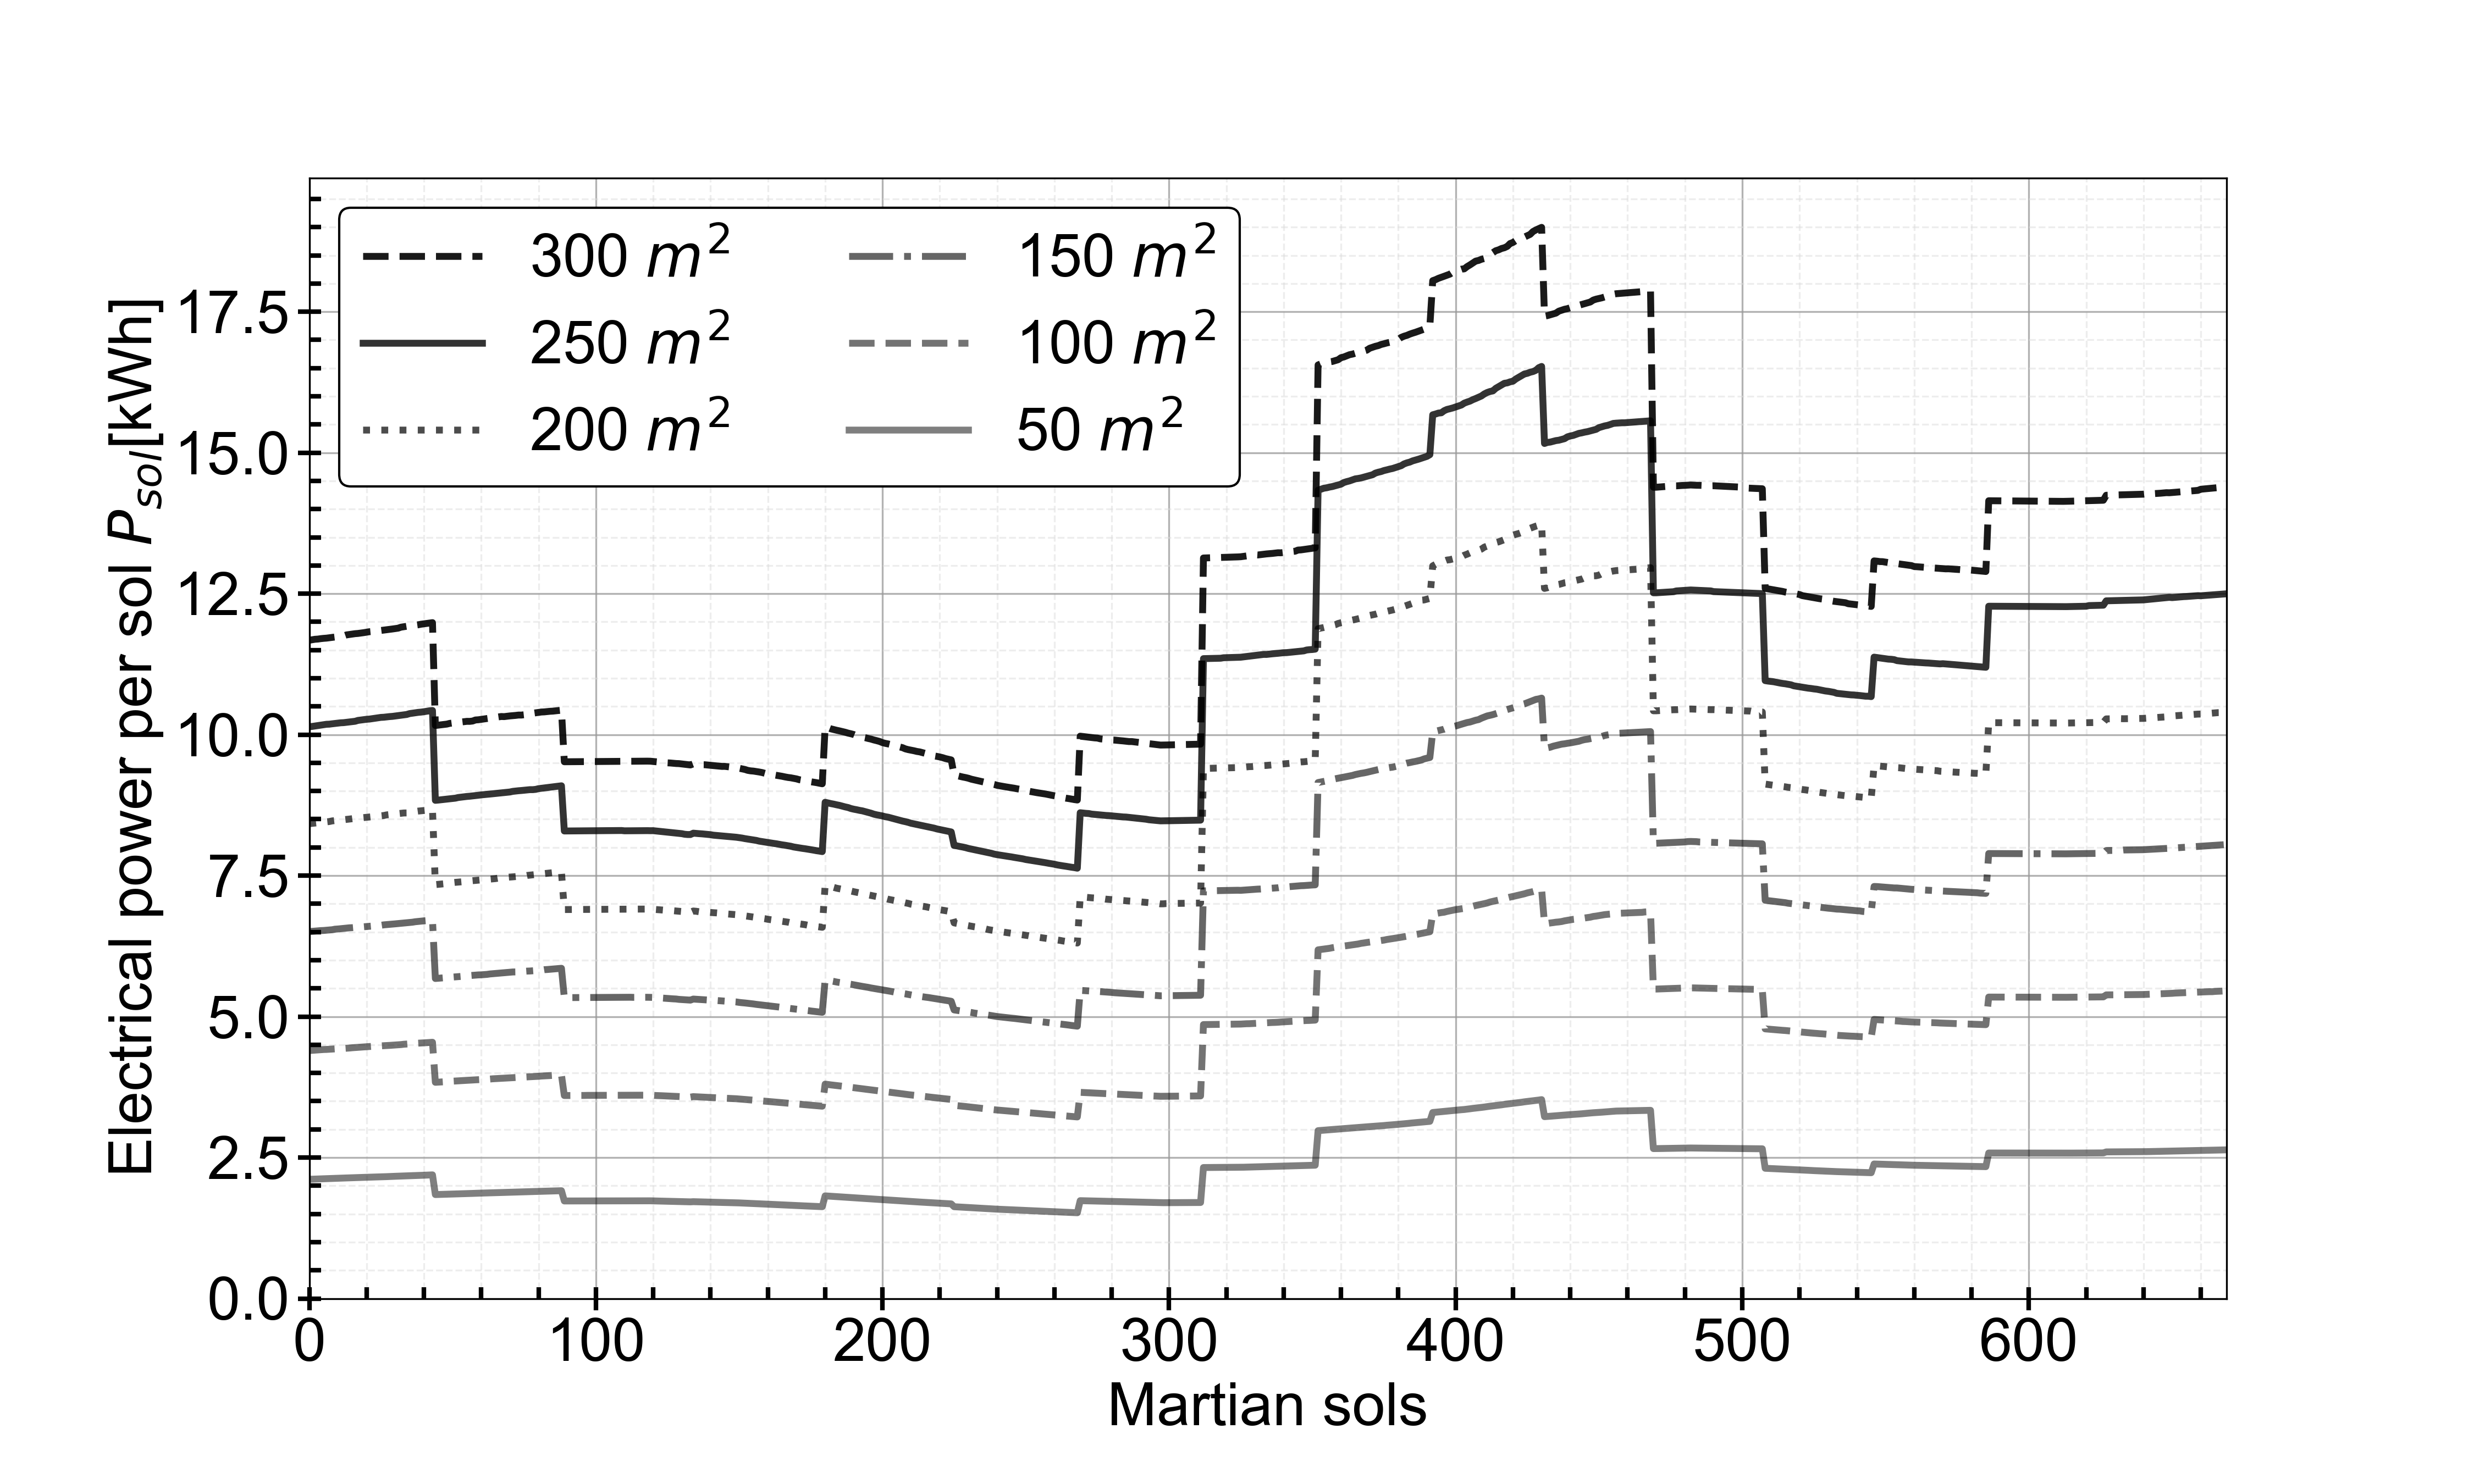 300 m²
250 m²
200 m²
150 m²
100 m²
50 m²
Electrical power per sol P_sol[kWh]
17.5
15.0
12.5
10.0
7.5
5.0
2.5
0.0
0 100 200 300 400 500 600
Martian sols